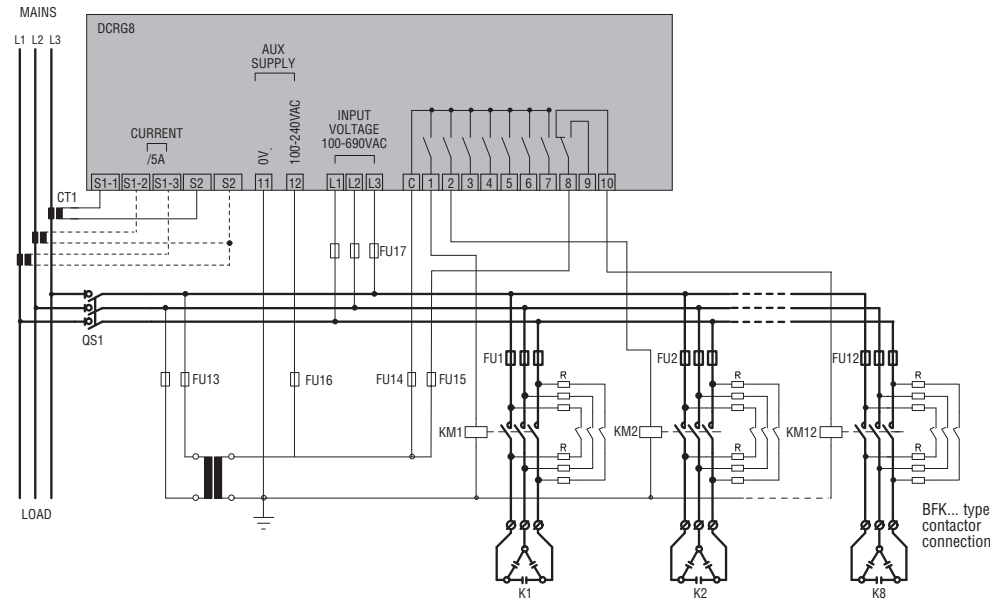 MAINS
L1 L2 L3
DCRG8
AUX
SUPPLY
CURRENT
/5A
0V.
100-240VAC
INPUT
VOLTAGE
100-690VAC
S1-1 S1-2 S1-3 S2 S2 11 12 L1 L2 L3 C 1 2 3 4 5 6 7 8 9 10
CT1
FU17
QS1
FU13
FU16
FU14
FU15
FU1
FU2
FU12
R
R
R
KM1
KM2
KM12
R
R
R
LOAD
BFK... type
contactor
connection
K1
K2
K8